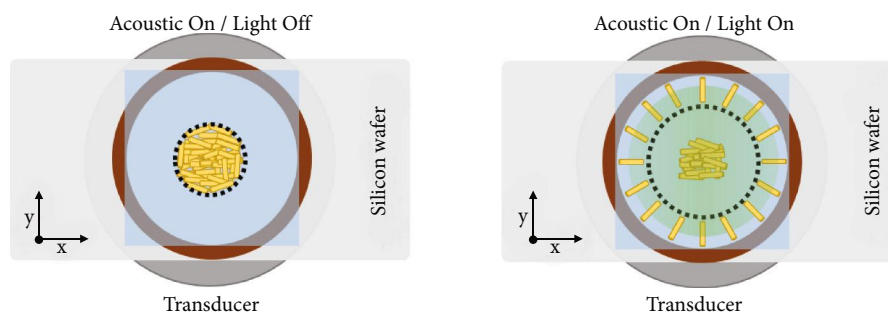 Acoustic On / Light Off
Silicon wafer
y
x
Transducer
Acoustic On / Light On
Silicon wafer
y
x
Transducer